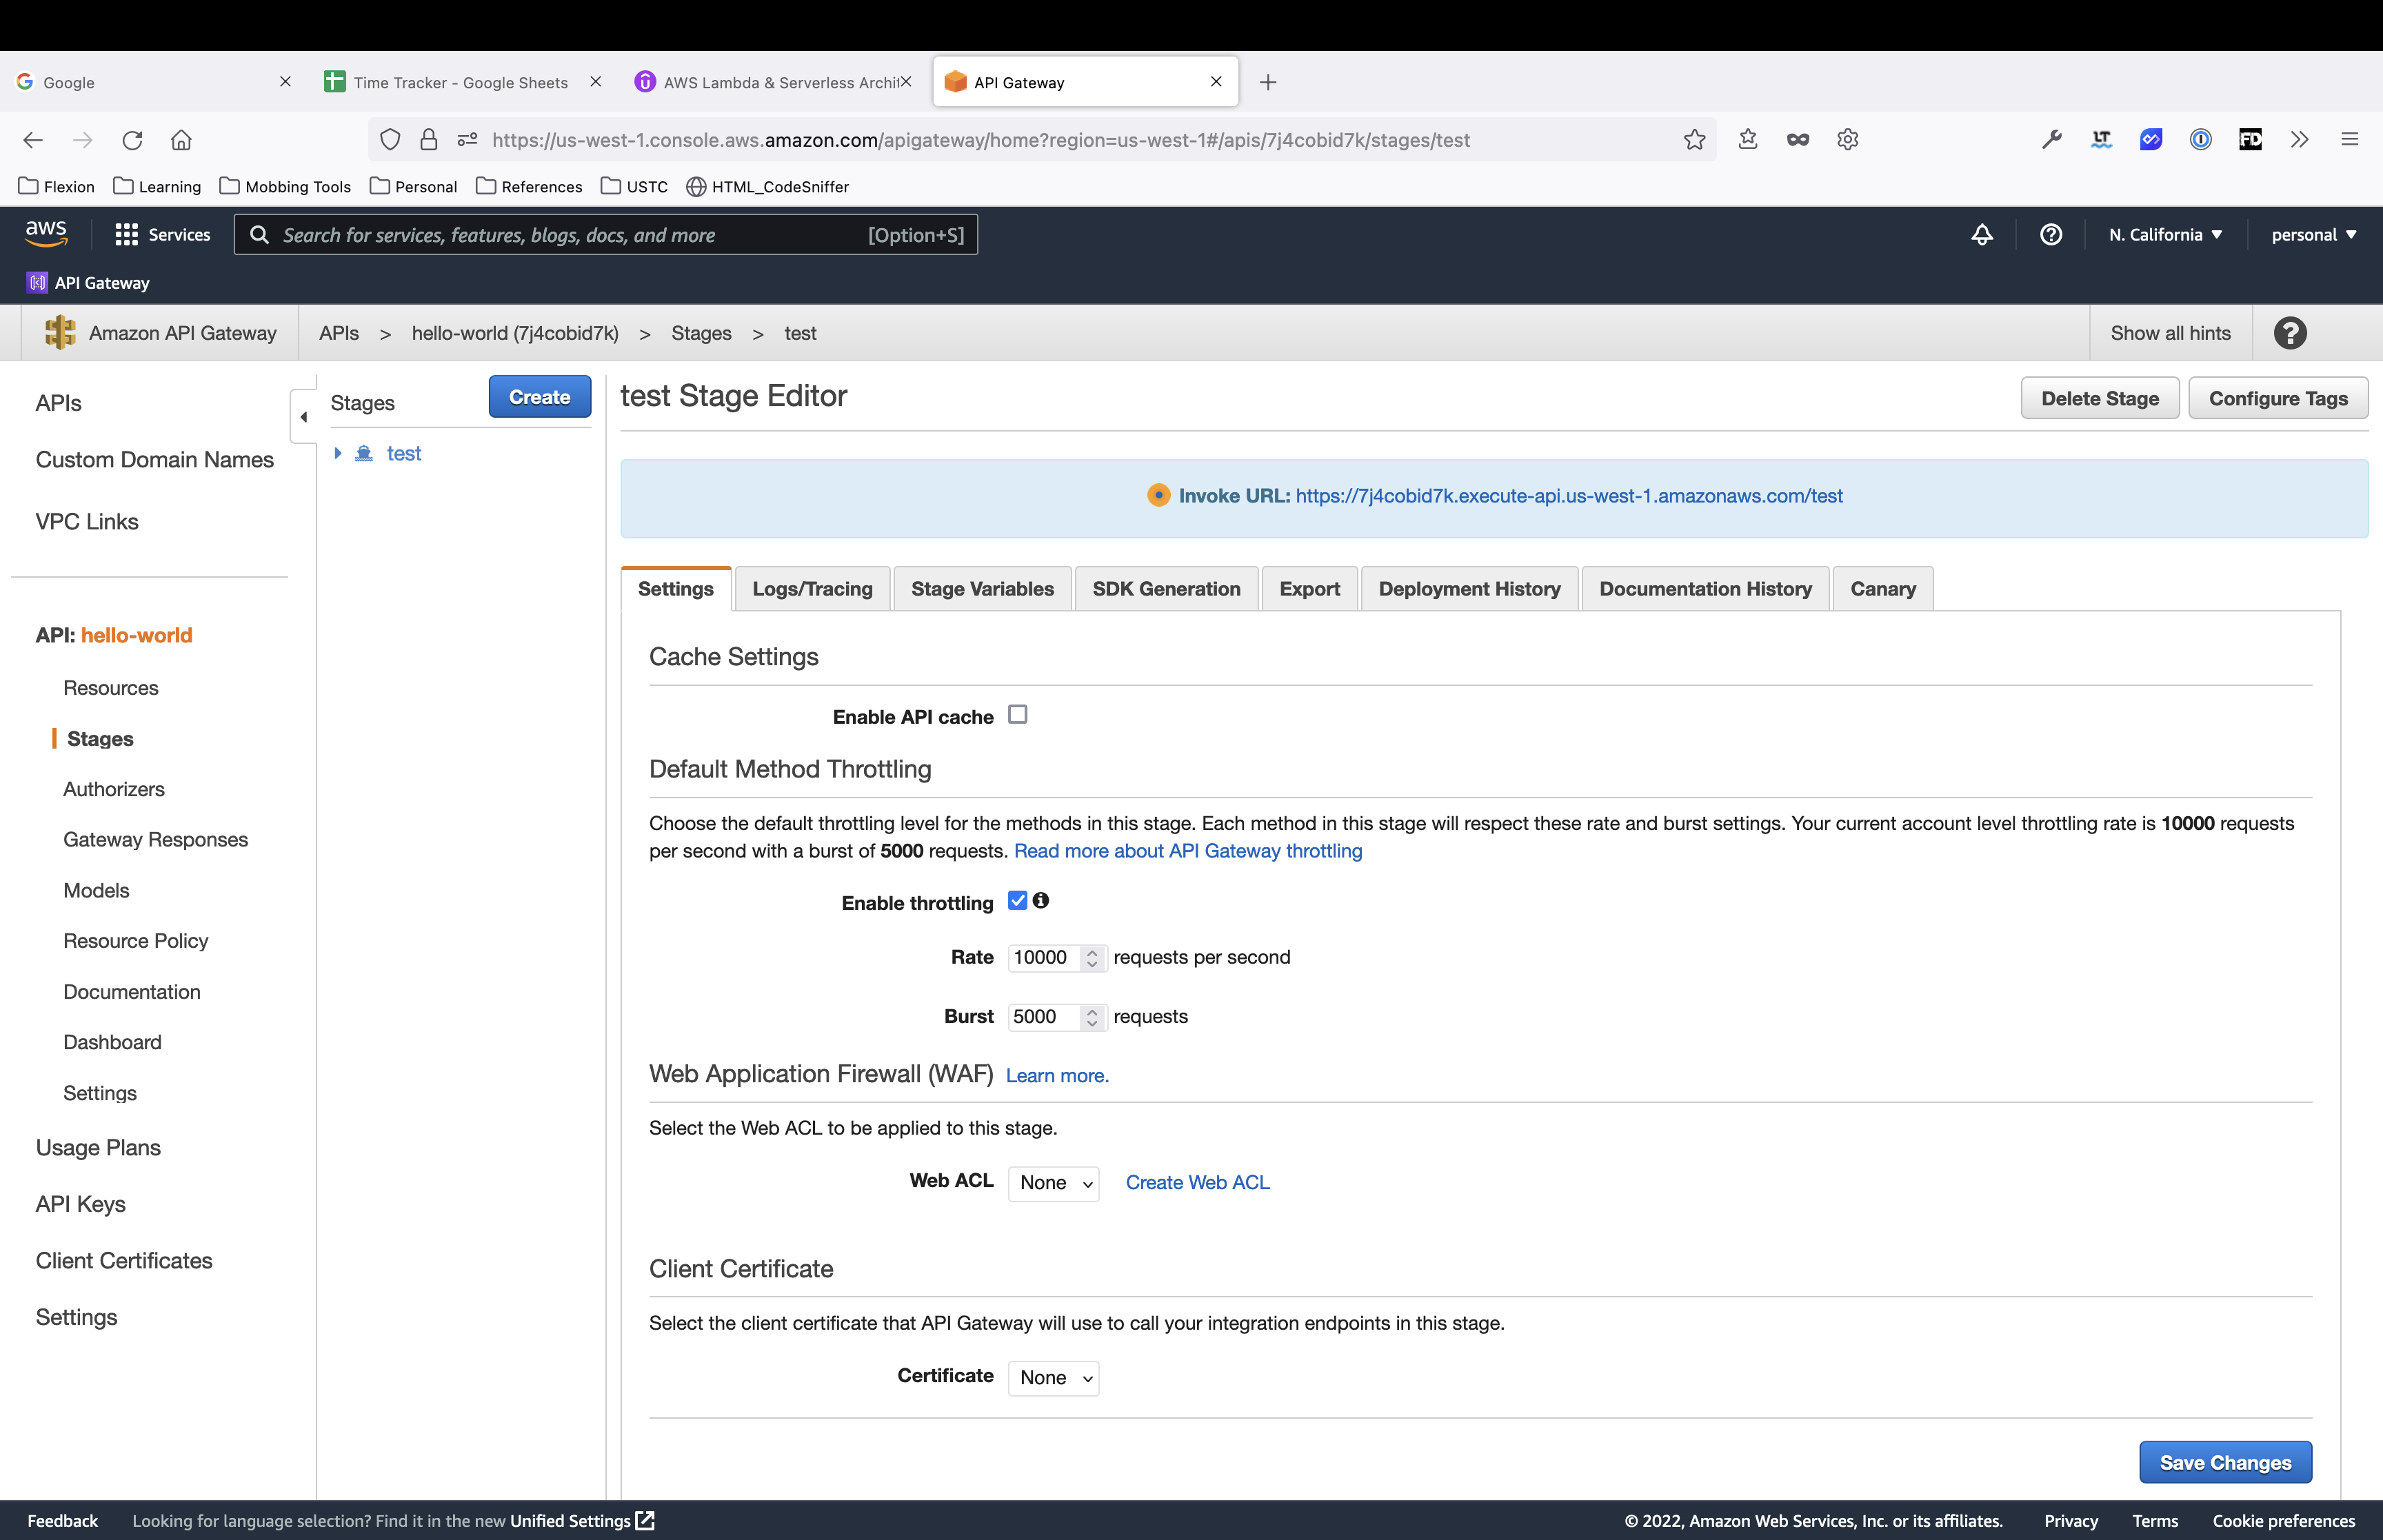 Google
Time Tracker - Google Sheets
AWS Lambda & Serverless Archit
API Gateway
https://us-west-1.console.aws.amazon.com/apigateway/home?region=us-west-1#/apis/7j4cobid7k/stages/test
LT
FD
Flexion
Learning
Mobbing Tools
Personal
References
USTC
HTML_CodeSniffer
aws
Services
Search for services, features, blogs, docs, and more
[Option+S]
N. California
personal
API Gateway
Amazon API Gateway
APIs > hello-world (7j4cobid7k) > Stages > test
Show all hints
APIs
Custom Domain Names
VPC Links
API: hello-world
Resources
Stages
Authorizers
Gateway Responses
Models
Resource Policy
Documentation
Dashboard
Settings
Usage Plans
API Keys
Client Certificates
Settings
Stages
Create
test
test Stage Editor
Delete Stage
Configure Tags
Invoke URL: https://7j4cobid7k.execute-api.us-west-1.amazonaws.com/test
Settings
Logs/Tracing
Stage Variables
SDK Generation
Export
Deployment History
Documentation History
Canary
Cache Settings
Enable API cache
Default Method Throttling
Choose the default throttling level for the methods in this stage. Each method in this stage will respect these rate and burst settings. Your current account level throttling rate is 10000 requests
per second with a burst of 5000 requests. Read more about API Gateway throttling
Enable throttling
Rate 10000 requests per second
Burst 5000 requests
Web Application Firewall (WAF) Learn more.
Select the Web ACL to be applied to this stage.
Web ACL None Create Web ACL
Client Certificate
Select the client certificate that API Gateway will use to call your integration endpoints in this stage.
Certificate None
Save Changes
Feedback
Looking for language selection? Find it in the new Unified Settings
© 2022, Amazon Web Services, Inc. or its affiliates.
Privacy
Terms
Cookie preferences